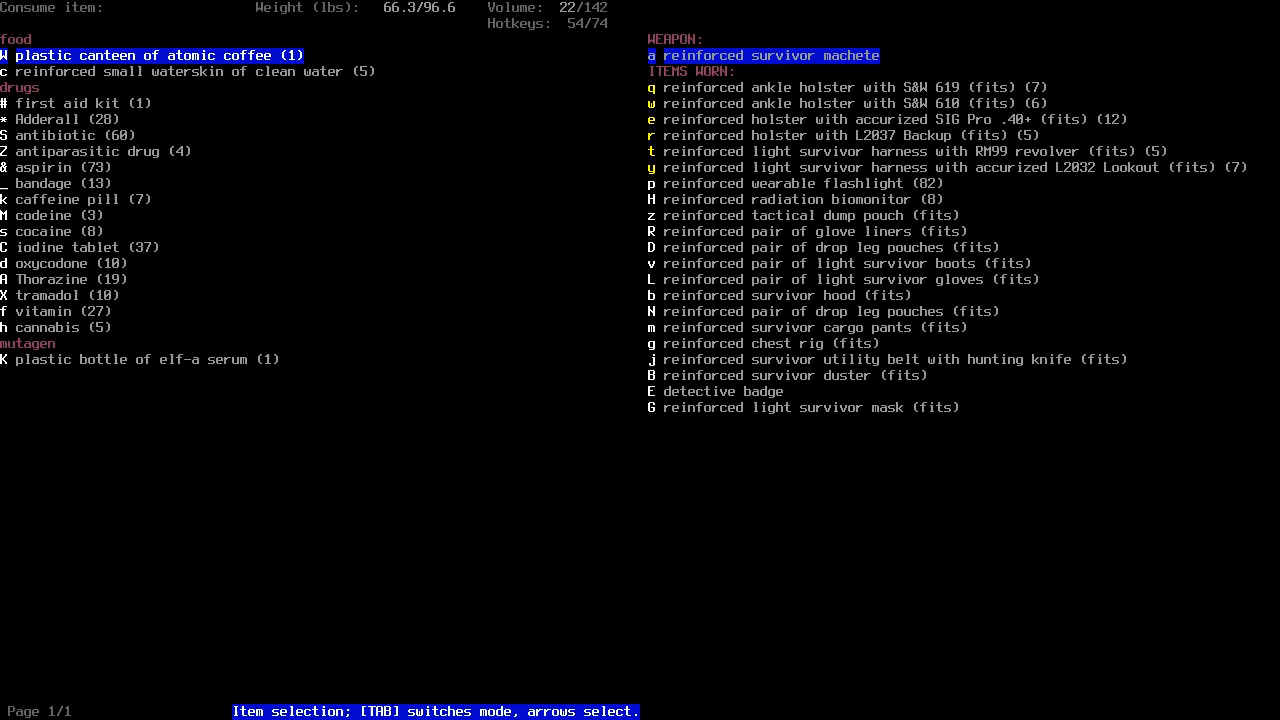 Consume item: Weight (lbs): 66.3/96.6 Volume: 22/142
Hotkeys: 54/74
food
W plastic canteen of atomic coffee (1)
c reinforced small waterskin of clean water (5)
drugs
# first aid kit (1)
* Adderall (28)
S antibiotic (60)
Z antiparasitic drug (4)
& aspirin (73)
_ bandage (13)
k caffeine pill (7)
M codeine (3)
s cocaine (8)
C iodine tablet (37)
d oxycodone (10)
A Thorazine (19)
X tramadol (10)
f vitamin (27)
h cannabis (5)
mutagen
K plastic bottle of elf-a serum (1)
WEAPON:
a reinforced survivor machete
ITEMS WORN:
q reinforced ankle holster with S&W 619 (fits) (7)
w reinforced ankle holster with S&W 610 (fits) (6)
e reinforced holster with accurized SIG Pro .40+ (fits) (12)
r reinforced holster with L2037 Backup (fits) (5)
t reinforced light survivor harness with RM99 revolver (fits) (5)
y reinforced light survivor harness with accurized L2032 Lookout (fits) (7)
p reinforced wearable flashlight (82)
H reinforced radiation biomonitor (8)
z reinforced tactical dump pouch (fits)
R reinforced pair of glove liners (fits)
D reinforced pair of drop leg pouches (fits)
v reinforced pair of light survivor boots (fits)
L reinforced pair of light survivor gloves (fits)
b reinforced survivor hood (fits)
N reinforced pair of drop leg pouches (fits)
m reinforced survivor cargo pants (fits)
g reinforced chest rig (fits)
j reinforced survivor utility belt with hunting knife (fits)
B reinforced survivor duster (fits)
E detective badge
G reinforced light survivor mask (fits)
Page 1/1 Item selection; [TAB] switches mode, arrows select.